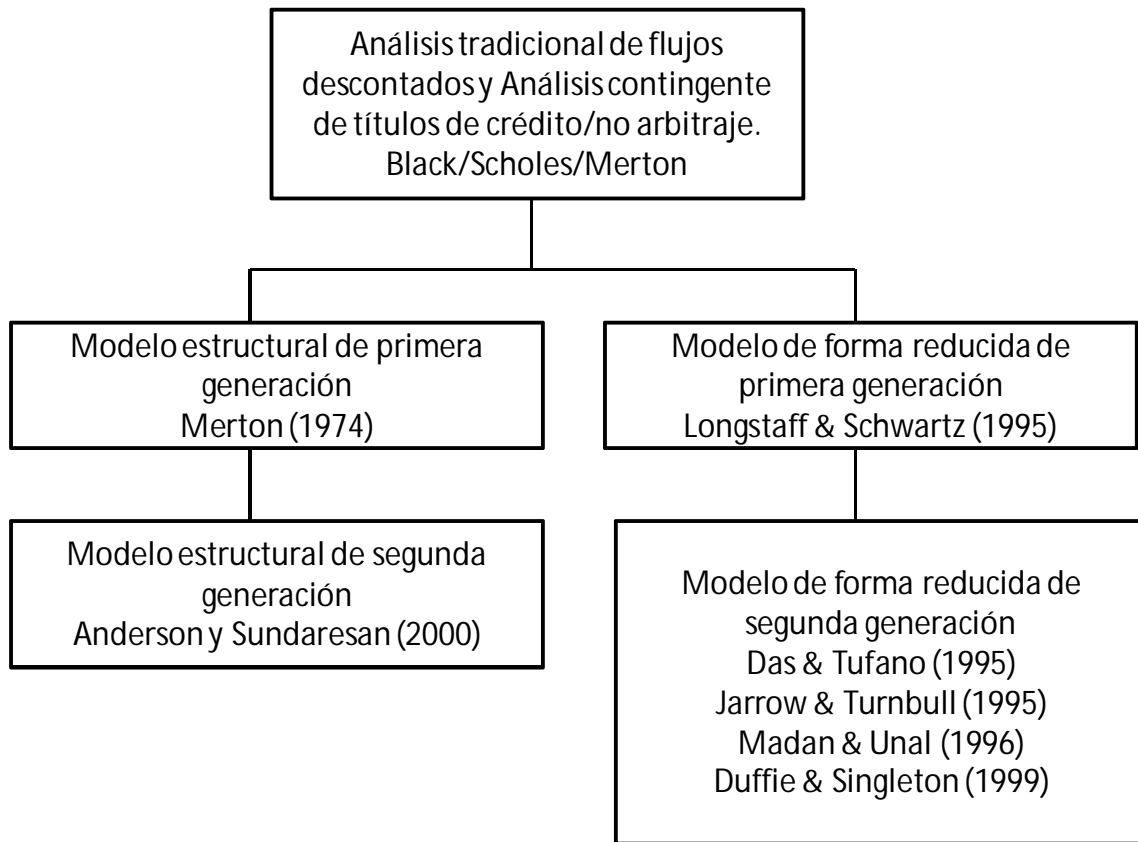 Análisis tradicional de flujos
descontados y Análisis contingente
de títulos de crédito/no arbitraje.
Black/Scholes/Merton
Modelo estructural de primera
generación
Merton (1974)
Modelo de forma reducida de
primera generación
Longstaff & Schwartz (1995)
Modelo estructural de segunda
generación
Anderson y Sundaresan (2000)
Modelo de forma reducida de
segunda generación
Das & Tufano (1995)
Jarrow & Turnbull (1995)
Madan & Unal (1996)
Duffie & Singleton (1999)